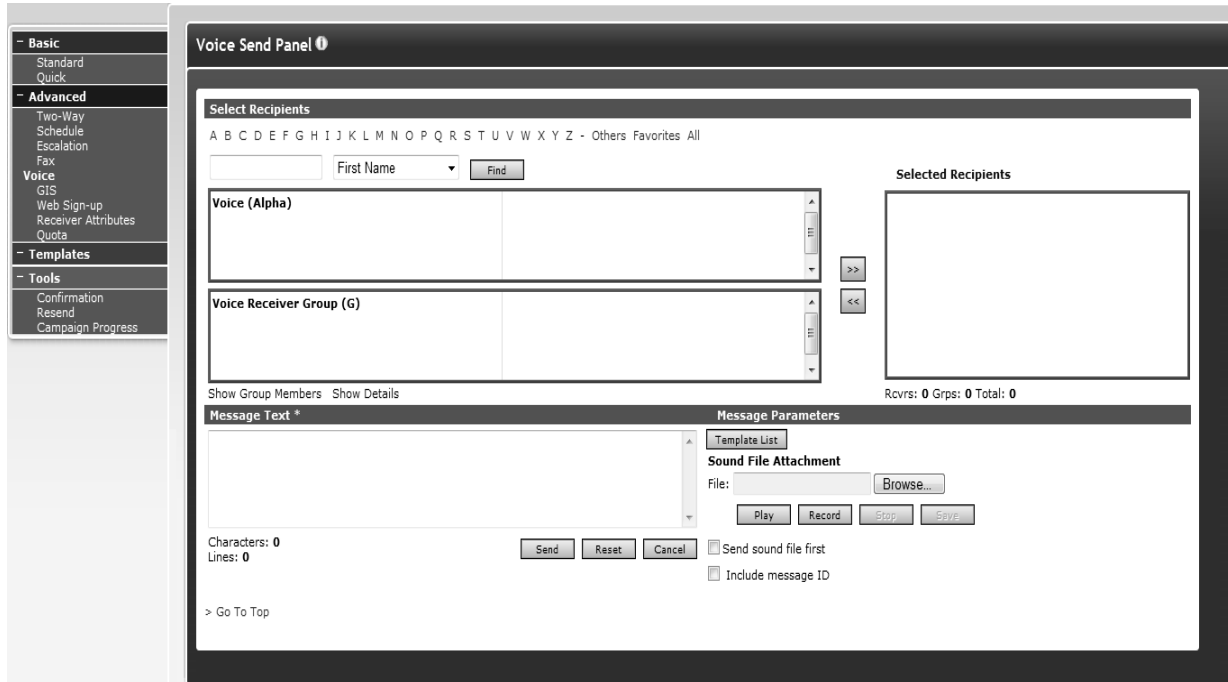 − Basic
Standard
Quick
− Advanced
Two-Way
Schedule
Escalation
Fax
Voice
GIS
Web Sign-up
Receiver Attributes
Quota
− Templates
− Tools
Confirmation
Resend
Campaign Progress
Voice Send Panel
Select Recipients
A B C D E F G H I J K L M N O P Q R S T U V W X Y Z - Others Favorites All
First Name Find
Selected Recipients
Voice (Alpha)
>>
Voice Receiver Group (G)
<<
Show Group Members Show Details
Rcvrs: 0 Grps: 0 Total: 0
Message Text * Message Parameters
Template List
Sound File Attachment
File: Browse...
Play Record Stop Save
Characters: 0
Lines: 0
Send Reset Cancel
Send sound file first
Include message ID
> Go To Top